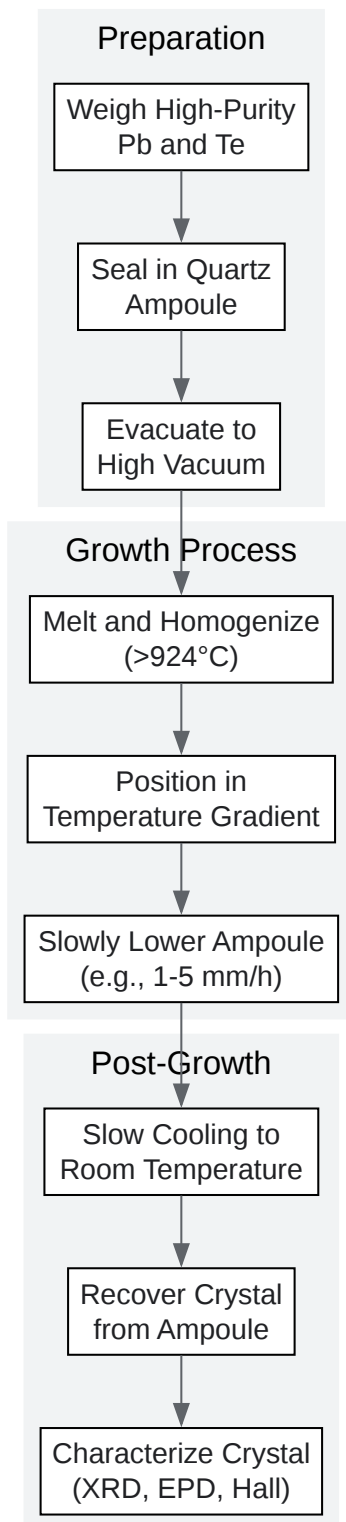 Preparation
Weigh High-Purity
Pb and Te
Seal in Quartz
Ampoule
Evacuate to
High Vacuum
Growth Process
Melt and Homogenize
(>924°C)
Position in
Temperature Gradient
Slowly Lower Ampoule
(e.g., 1-5 mm/h)
Post-Growth
Slow Cooling to
Room Temperature
Recover Crystal
from Ampoule
Characterize Crystal
(XRD, EPD, Hall)